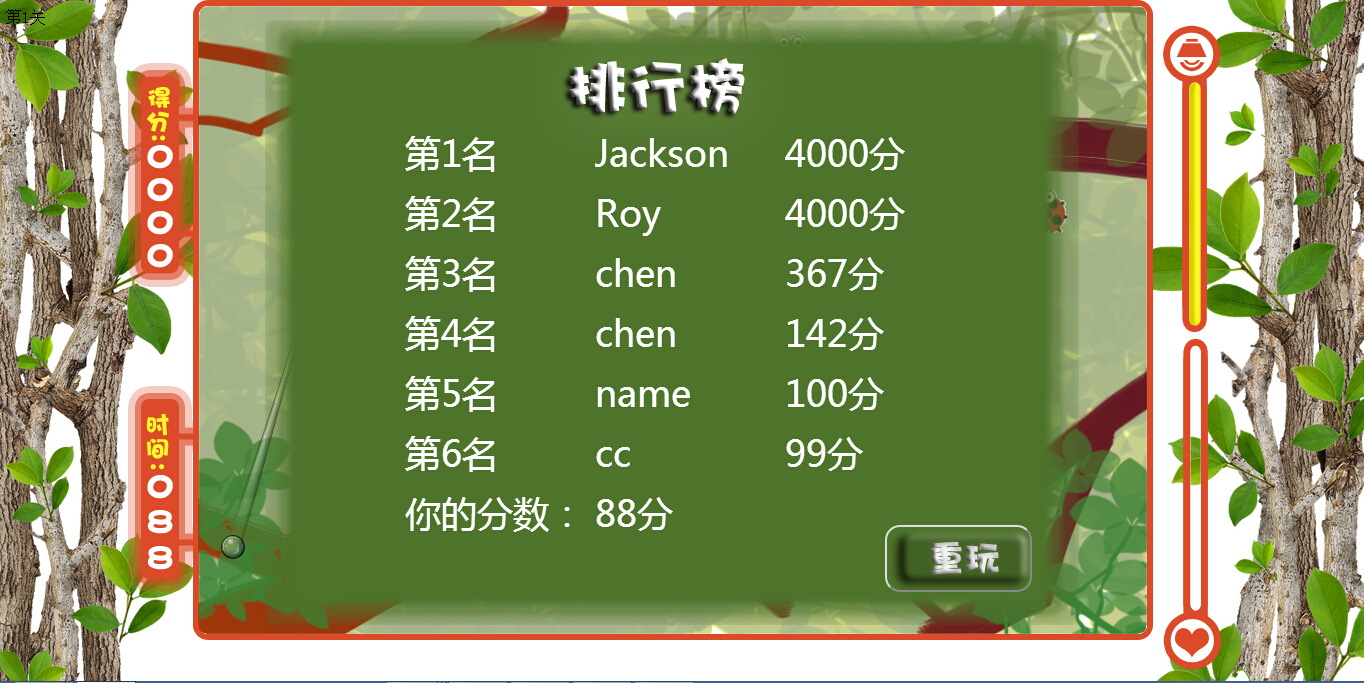 第1关
得分:0000
排行榜
第1名 Jackson 4000分
第2名 Roy 4000分
第3名 chen 367分
第4名 chen 142分
第5名 name 100分
第6名 cc 99分
你的分数： 88分
时间:088
重玩